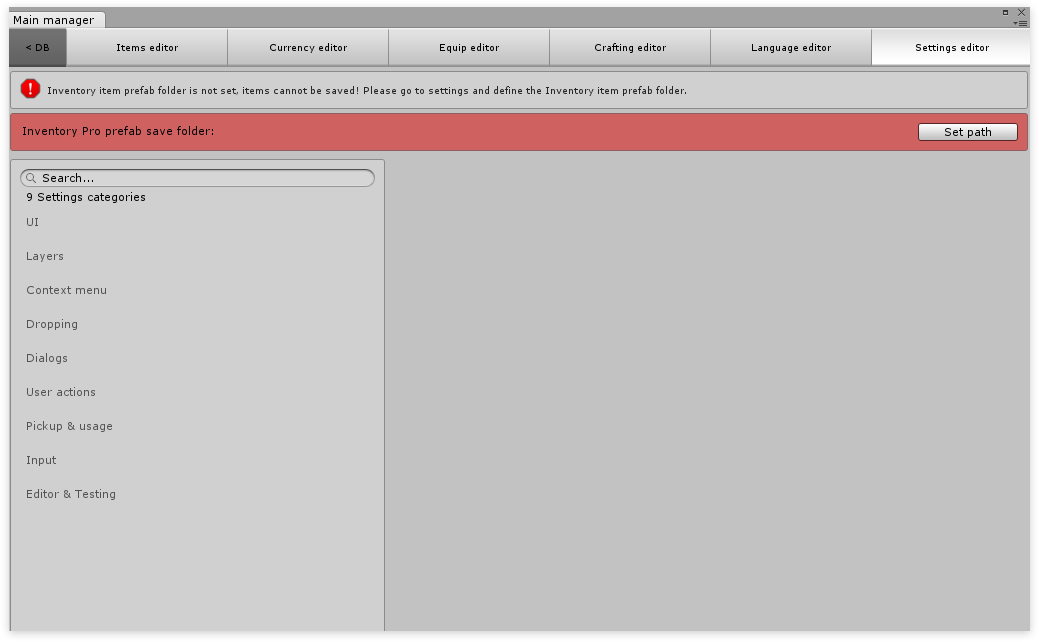 Main manager
< DB
Items editor
Currency editor
Equip editor
Crafting editor
Language editor
Settings editor
Inventory item prefab folder is not set, items cannot be saved! Please go to settings and define the Inventory item prefab folder.
Inventory Pro prefab save folder:
Set path
Search...
9 Settings categories
UI
Layers
Context menu
Dropping
Dialogs
User actions
Pickup & usage
Input
Editor & Testing